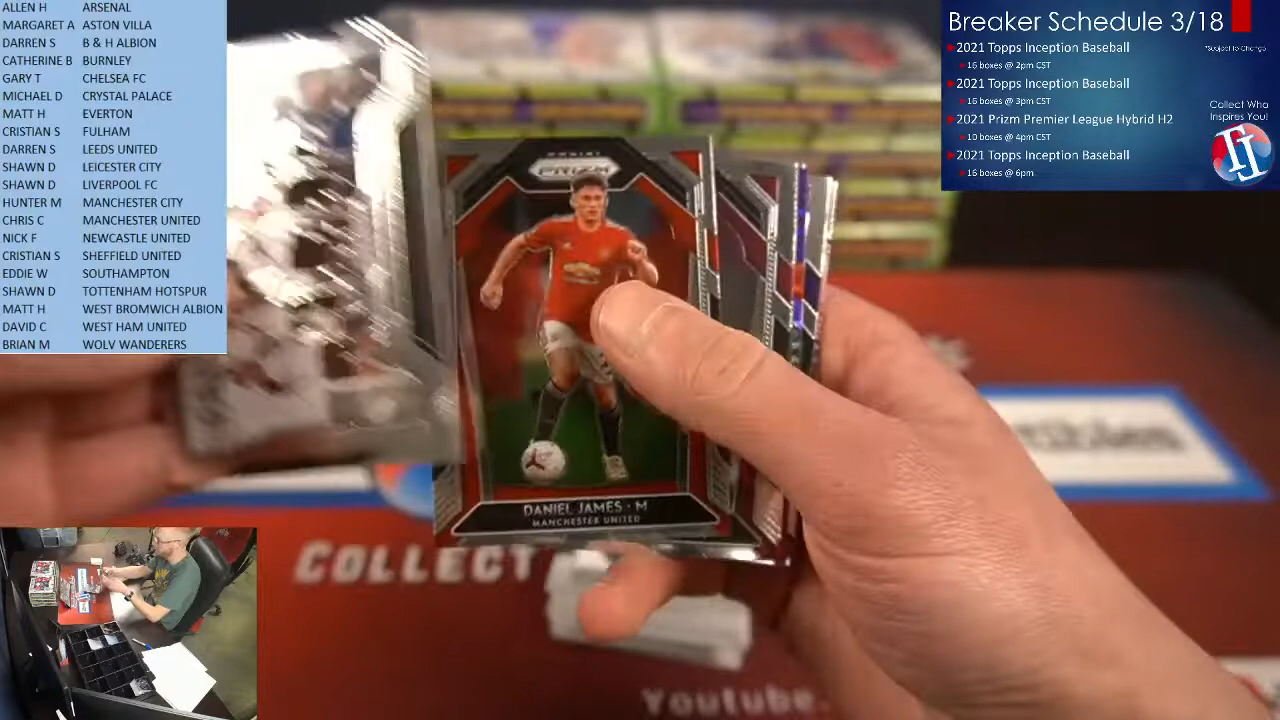 ALLEN H ARSENAL
MARGARET A ASTON VILLA
DARREN S B & H ALBION
CATHERINE B BURNLEY
GARY T CHELSEA FC
MICHAEL D CRYSTAL PALACE
MATT H EVERTON
CRISTIAN S FULHAM
DARREN S LEEDS UNITED
SHAWN D LEICESTER CITY
SHAWN D LIVERPOOL FC
HUNTER M MANCHESTER CITY
CHRIS C MANCHESTER UNITED
NICK F NEWCASTLE UNITED
CRISTIAN S SHEFFIELD UNITED
EDDIE W SOUTHAMPTON
SHAWN D TOTTENHAM HOTSPUR
MATT H WEST BROMWICH ALBION
DAVID C WEST HAM UNITED
BRIAN M WOLV WANDERERS
Breaker Schedule 3/18
2021 Topps Inception Baseball
*Subject to Change
16 boxes @ 2pm CST
2021 Topps Inception Baseball
16 boxes @ 3pm CST
2021 Prizm Premier League Hybrid H2
10 boxes @ 4pm CST
2021 Topps Inception Baseball
16 boxes @ 6pm
Collect Who
Inspires You!
PRIZM
DANIEL JAMES · M
MANCHESTER UNITED
COLLECT
Youtube.